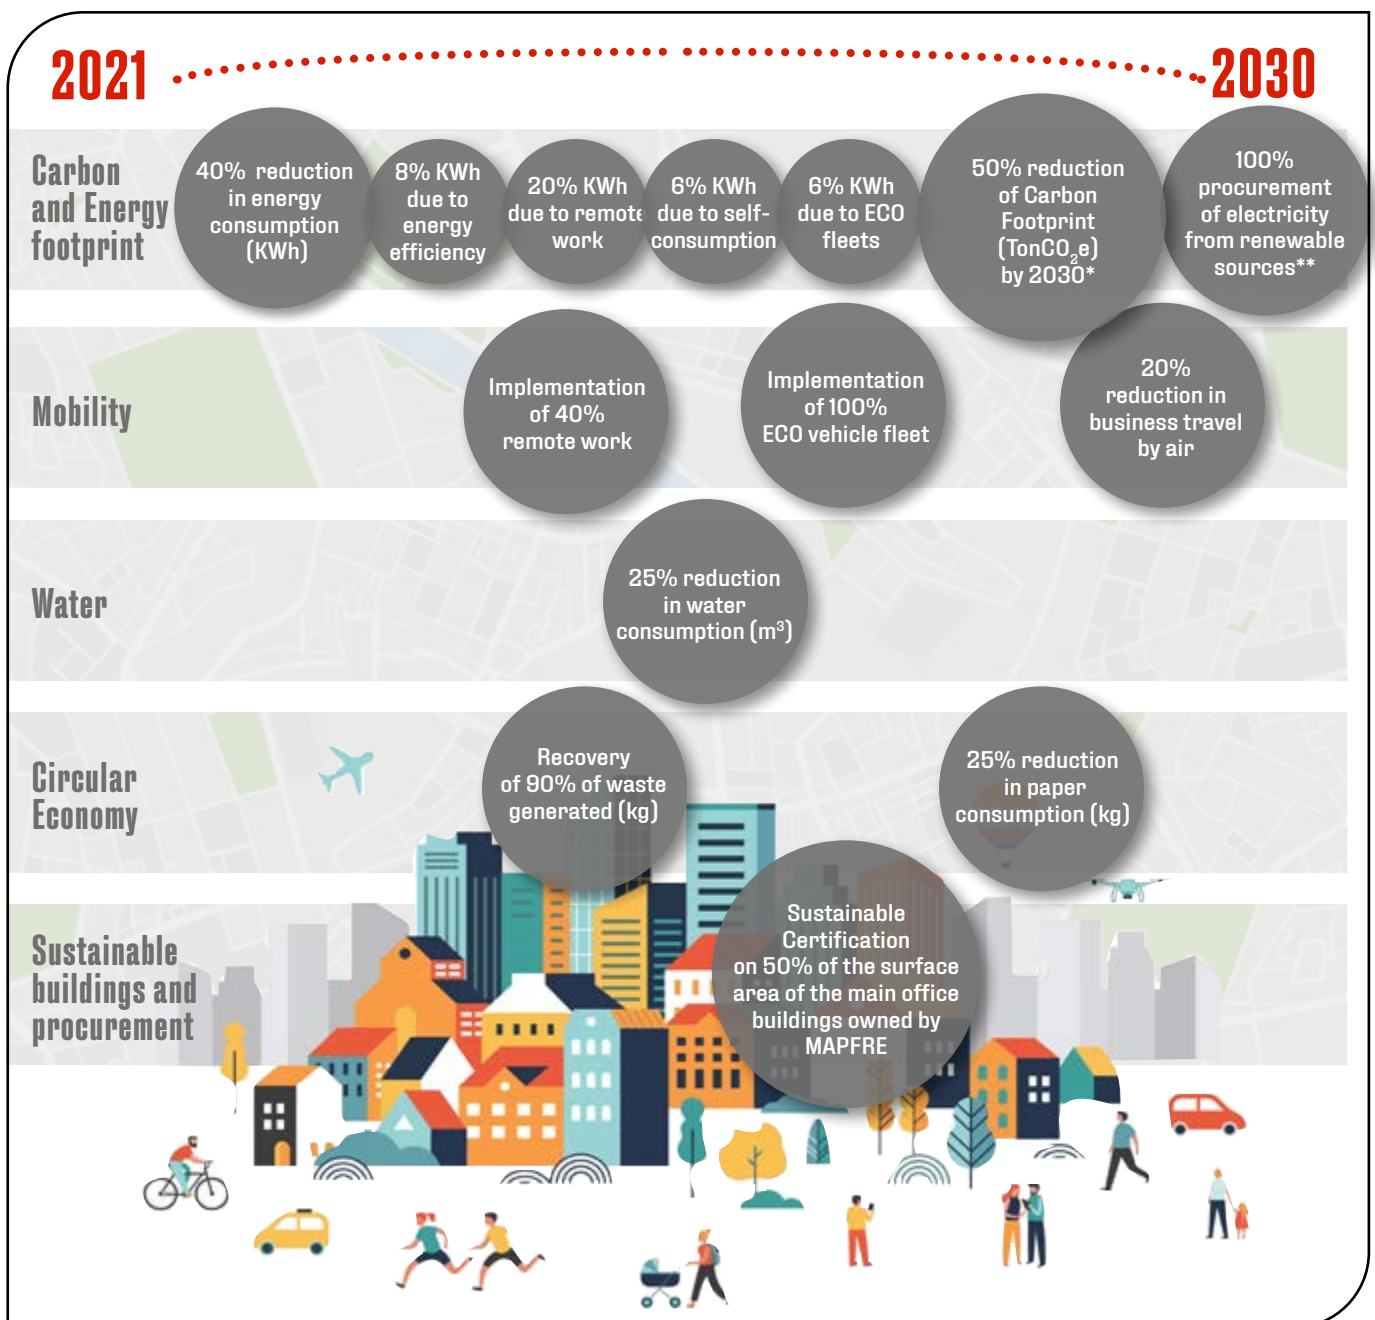 2021
2030
Carbon
and Energy
footprint
40% reduction
in energy
consumption
(KWh)
8% KWh
due to
energy
efficiency
20% KWh
due to remote
work
6% KWh
due to self-
consumption
6% KWh
due to ECO
fleets
50% reduction
of Carbon
Footprint
(TonCO₂e)
by 2030*
100%
procurement
of electricity
from renewable
sources**
Mobility
Implementation
of 40%
remote work
Implementation
of 100%
ECO vehicle fleet
20%
reduction in
business travel
by air
Water
25% reduction
in water
consumption (m³)
Circular
Economy
Recovery
of 90% of waste
generated (kg)
25% reduction
in paper
consumption (kg)
Sustainable
buildings and
procurement
Sustainable
Certification
on 50% of the surface
area of the main office
buildings owned by
MAPFRE